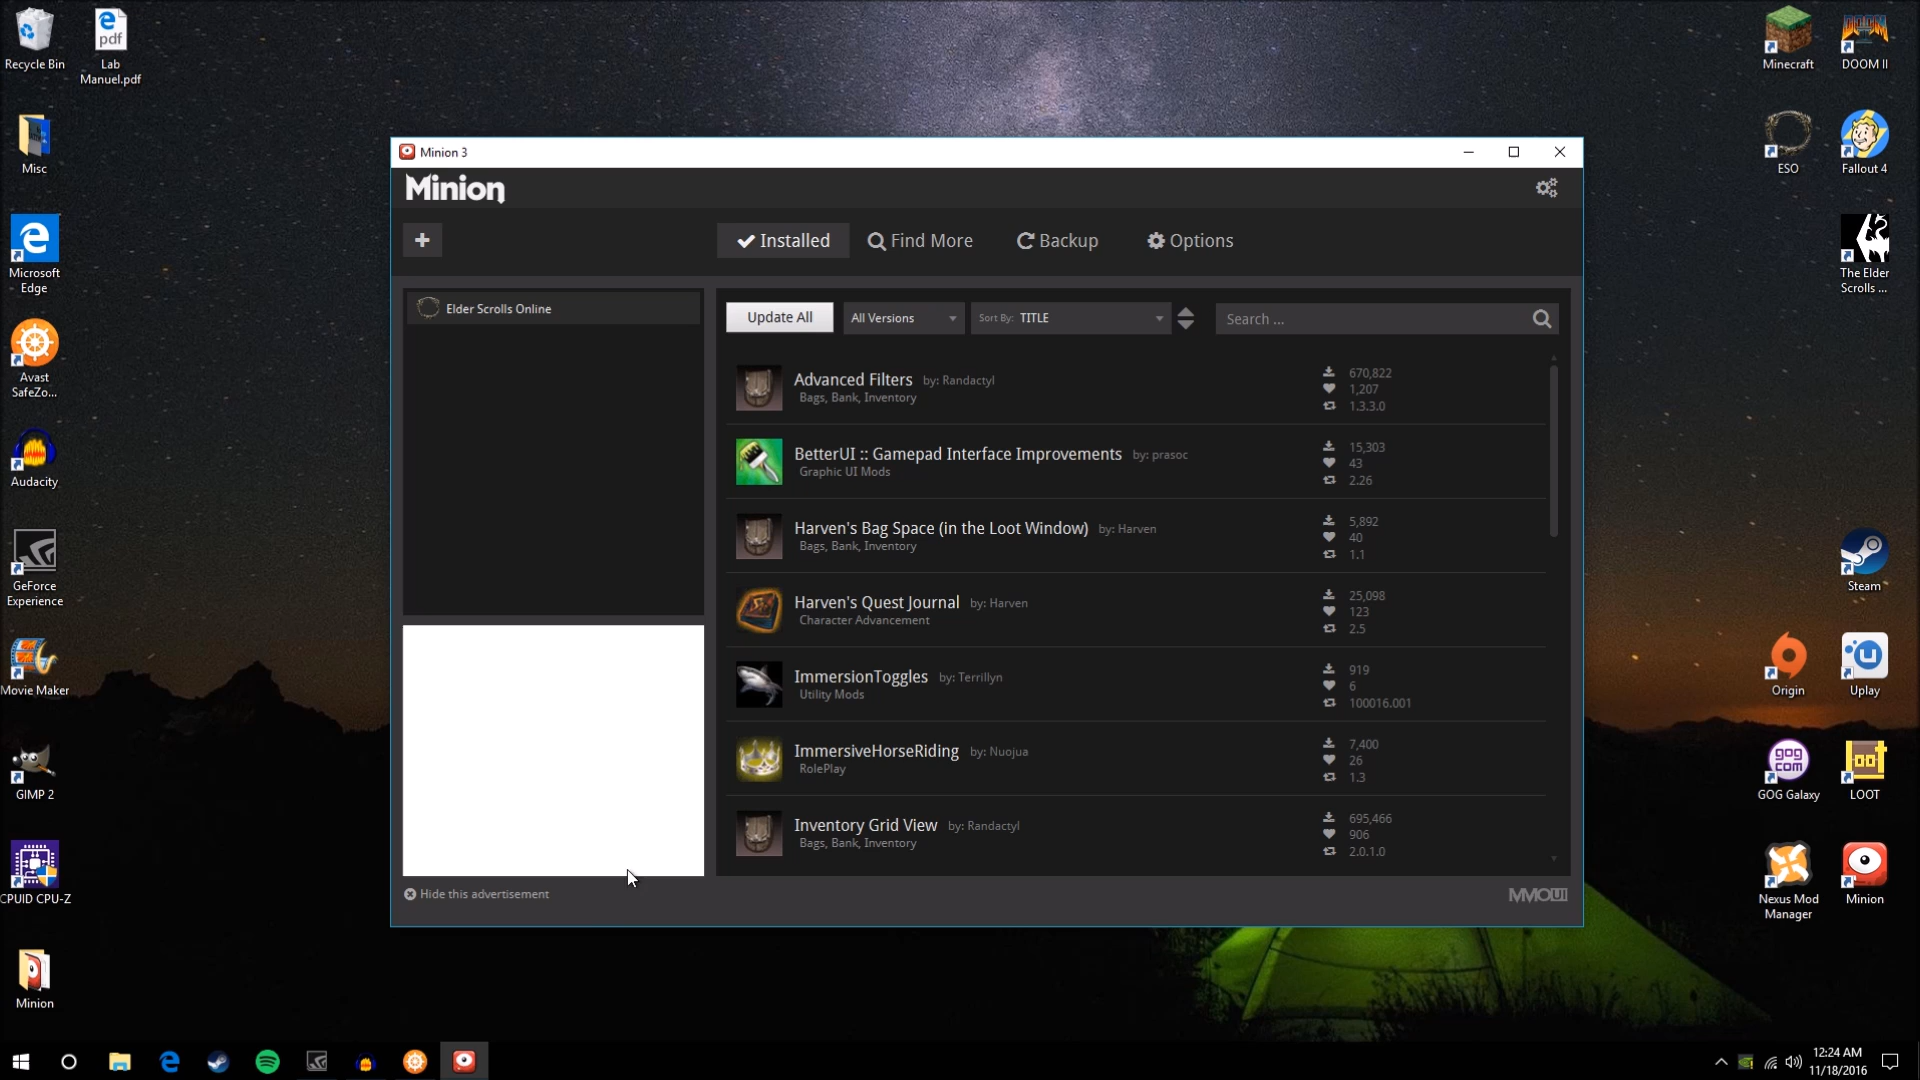 Recycle Bin
Lab
Manuel.pdf
pdf
Misc
Microsoft
Edge
Avast
SafeZo...
Audacity
GeForce
Experience
Movie Maker
GIMP 2
CPUID CPU-Z
Minion
Minion 3
Minion
+
Installed
Find More
Backup
Options
Elder Scrolls Online
Update All
All Versions
Sort By: TITLE
Search ...
Advanced Filters by: Randactyl
Bags, Bank, Inventory
670,822
1,207
1.3.3.0
BetterUI :: Gamepad Interface Improvements by: prasoc
Graphic UI Mods
15,303
43
2.26
Harven's Bag Space (in the Loot Window) by: Harven
Bags, Bank, Inventory
5,892
40
1.1
Harven's Quest Journal by: Harven
Character Advancement
25,098
123
2.5
ImmersionToggles by: Terrillyn
Utility Mods
919
6
100016.001
ImmersiveHorseRiding by: Nuojua
RolePlay
7,400
26
1.3
Inventory Grid View by: Randactyl
Bags, Bank, Inventory
695,466
906
2.0.1.0
Hide this advertisement
MMOUI
Minecraft
DOOM
DOOM II
ESO
Fallout 4
The Elder
Scrolls ...
Steam
Origin
Uplay
gog
com
GOG Galaxy
loot
LOOT
Nexus Mod
Manager
Minion
12:24 AM
11/18/2016